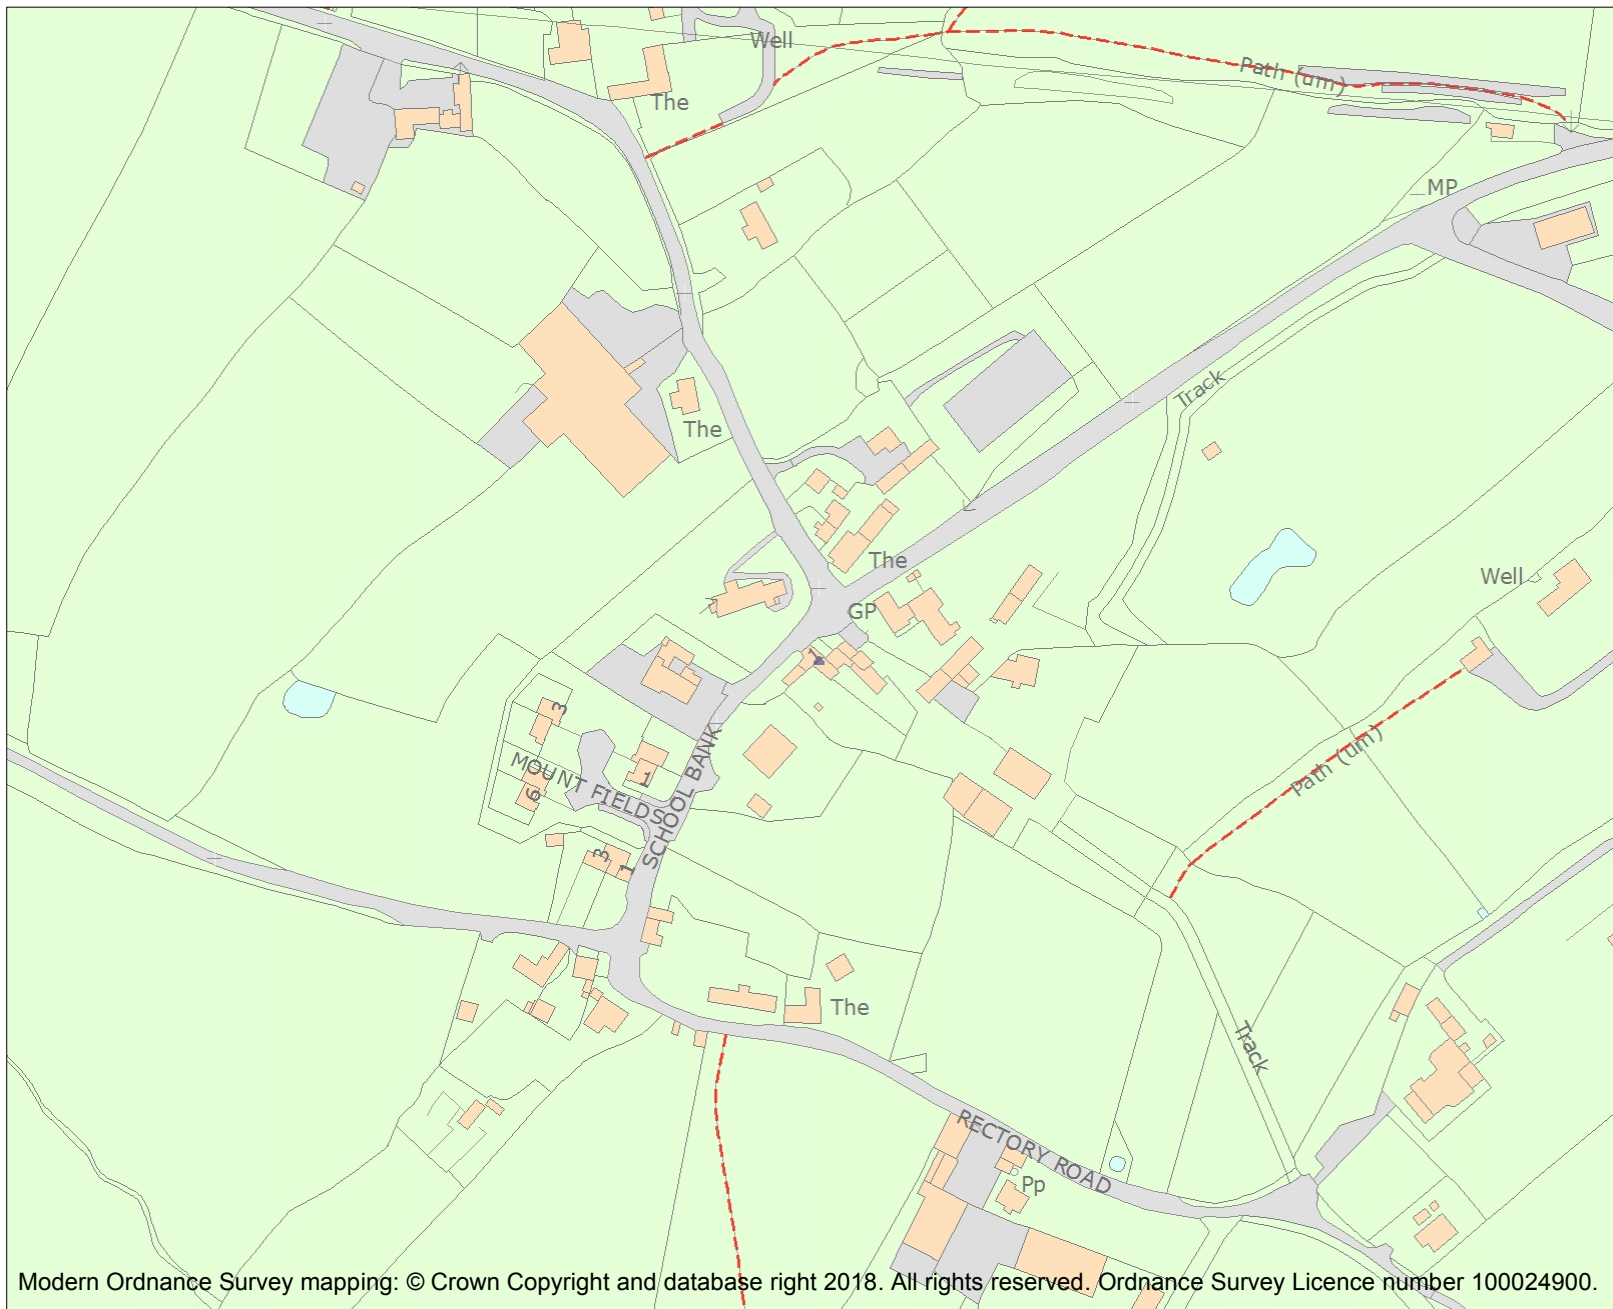 Well
The
Path (um)
MP
Track
The
The
GP
Well
1
3
MOUNT FIELDS
1
6
SCHOOL BANK
Path (um)
3
1
The
Track
RECTORY ROAD
Pp
Modern Ordnance Survey mapping: © Crown Copyright and database right 2018. All rights reserved. Ordnance Survey Licence number 100024900.